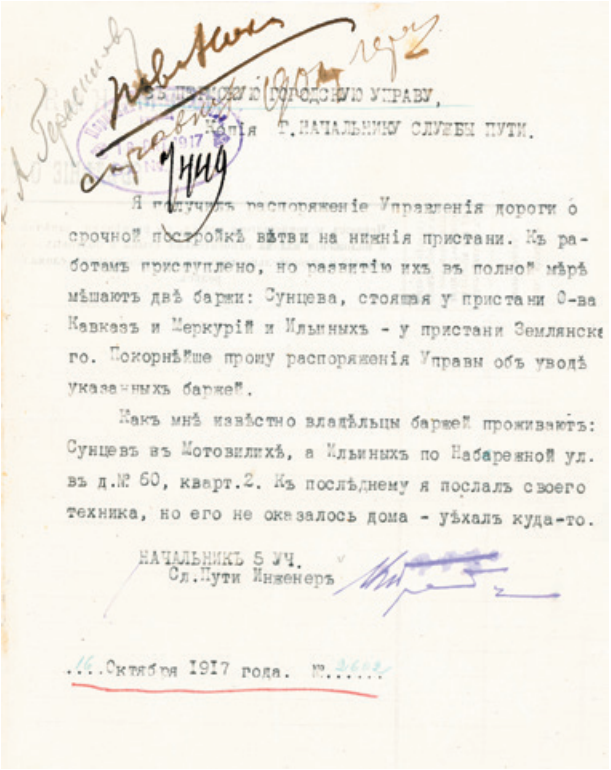 ВЪ ПЕРМСКУЮ ГОРОДСКУЮ УПРАВУ,
Копія Г.НАЧАЛЬНИКУ СЛУЖБЫ ПУТИ.
1917
7449
Я получилъ распоряженіе Управленія дороги о
срочной постройкѣ вѣтви на нижнія пристани. Къ ра-
ботамъ приступлено, но развитію ихъ въ полной мѣрѣ
мѣшаютъ двѣ баржи: Сунцева, стоящая у пристани О-ва
Кавказъ и Меркурій и Ильиныхъ - у пристани Землянска
го. Покорнѣйше прошу распоряженія Управы объ уводѣ
указанныхъ баржей.
Какъ мнѣ извѣстно владѣльцы баржей проживаютъ:
Сунцевъ въ Мотовилихѣ, а Ильиныхъ по Набарежной ул.
въ д.№ 60, кварт.2. Къ послѣднему я послалъ своего
техника, но его не оказалось дома - уѣхалъ куда-то.
НАЧАЛЬНИКЪ 5 УЧ.
Сл.Пути Инженеръ
....16 Октября 1917 года. №......